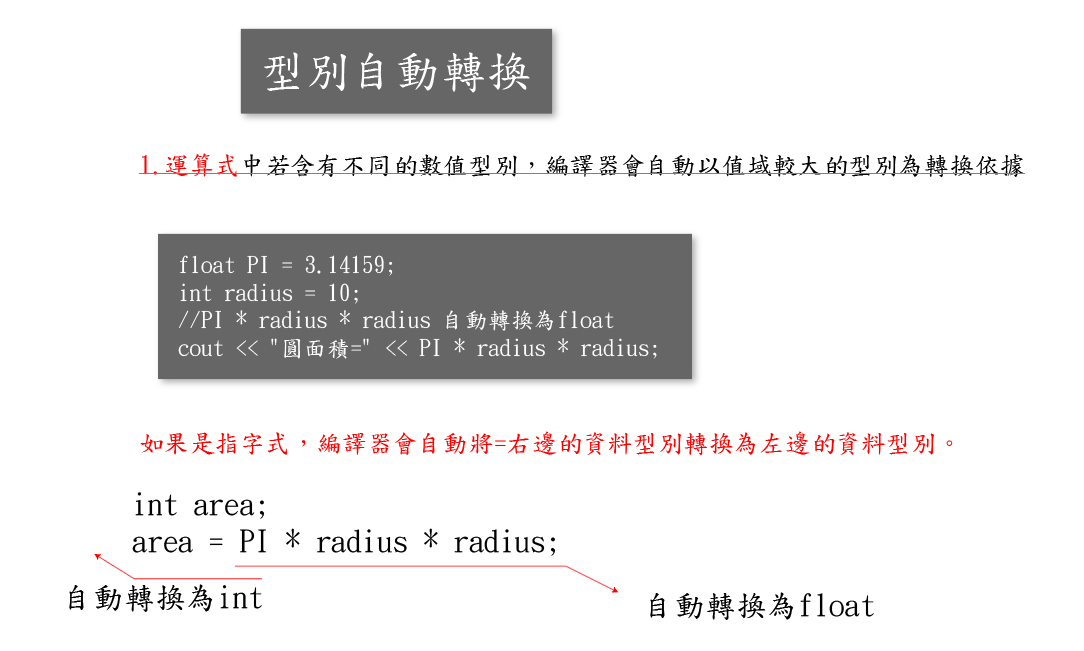 型別自動轉換
1.運算式中若含有不同的數值型別，編譯器會自動以值域較大的型別為轉換依據
float PI = 3.14159;
int radius = 10;
//PI * radius * radius 自動轉換為float
cout << "圓面積=" << PI * radius * radius;
如果是指字式，編譯器會自動將=右邊的資料型別轉換為左邊的資料型別。
int area;
area = PI * radius * radius;
自動轉換為int
自動轉換為float